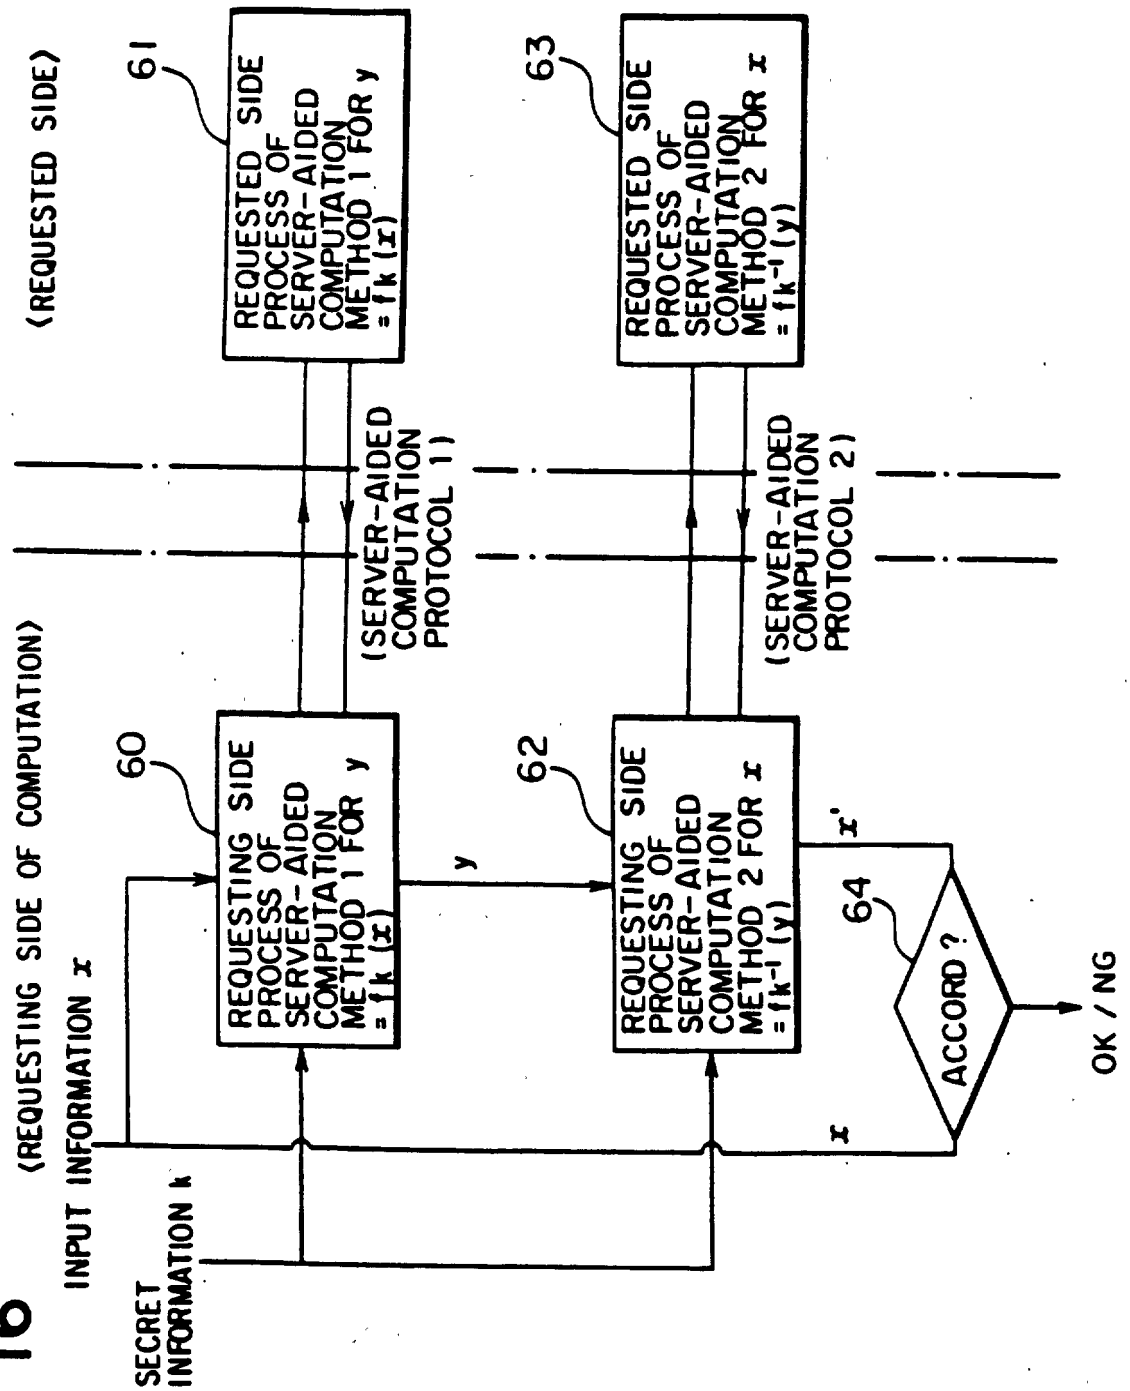 ⟨REQUESTING SIDE OF COMPUTATION⟩
⟨REQUESTED SIDE⟩
INPUT INFORMATION x
SECRET
INFORMATION k
60
REQUESTING SIDE
PROCESS OF
SERVER-AIDED
COMPUTATION
METHOD 1 FOR y
= fk (x)
(SERVER-AIDED
COMPUTATION
PROTOCOL 1)
61
REQUESTED SIDE
PROCESS OF
SERVER-AIDED
COMPUTATION
METHOD 1 FOR y
= fk (x)
y
62
REQUESTING SIDE
PROCESS OF
SERVER-AIDED
COMPUTATION
METHOD 2 FOR x
= fk⁻¹ (y)
(SERVER-AIDED
COMPUTATION
PROTOCOL 2)
63
REQUESTED SIDE
PROCESS OF
SERVER-AIDED
COMPUTATION
METHOD 2 FOR x
= fk⁻¹ (y)
x
x'
64
ACCORD ?
OK / NG